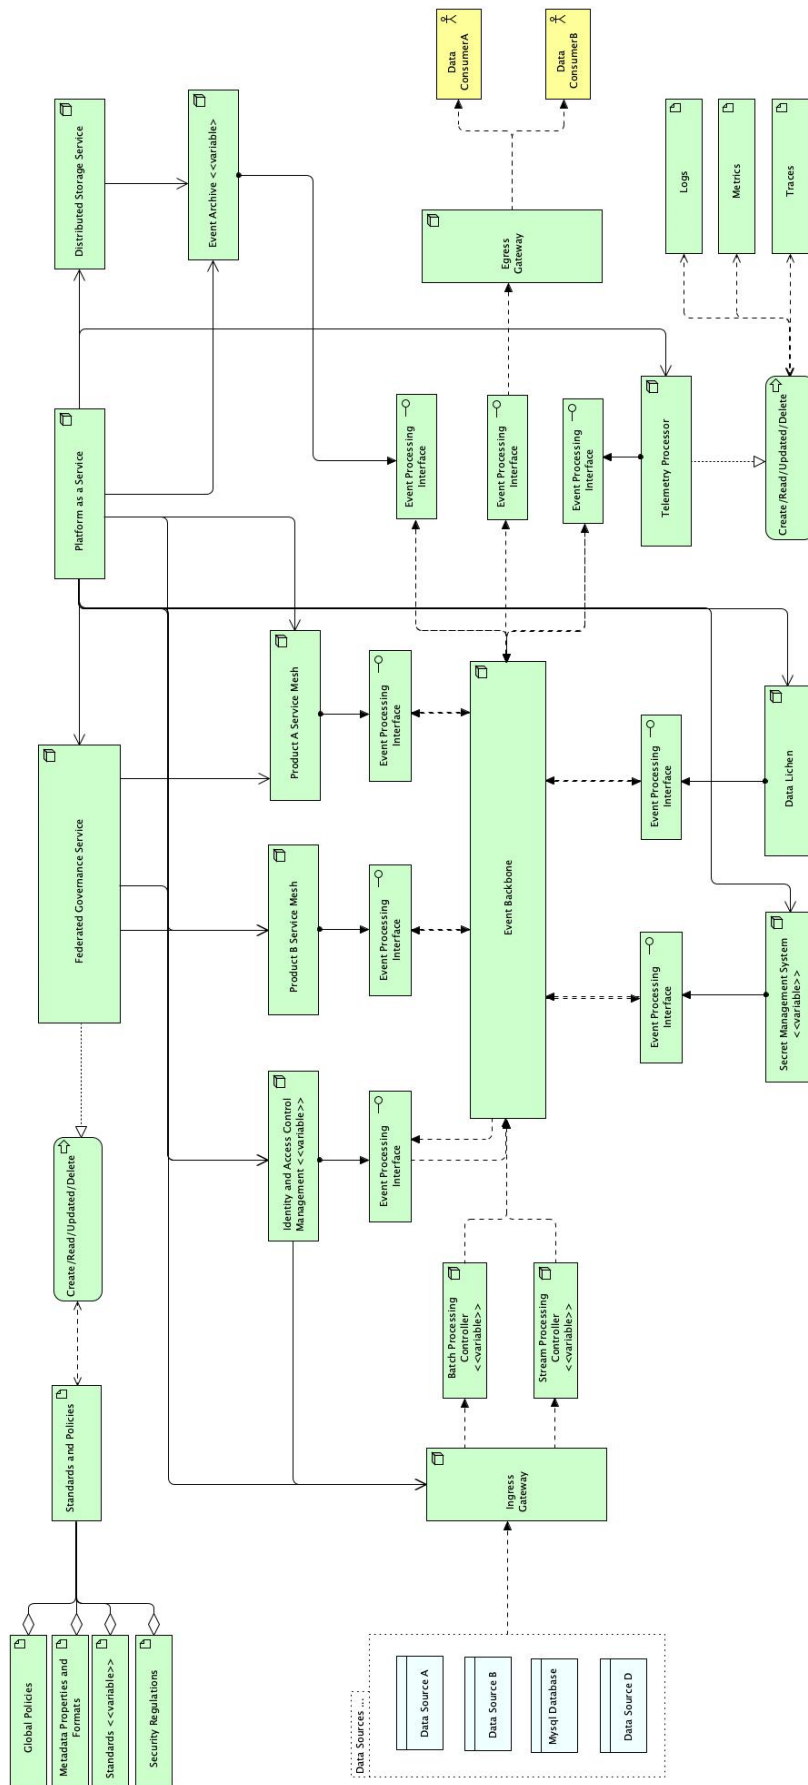 Global Policies
Metadata Properties and
Formats
Standards <<variable>>
Security Regulations
Standards and Policies
Create/Read/Updated/Delete
Federated Governance Service
Platform as a Service
Distributed Storage Service
Event Archive <<variable>
Identity and Access Control
Management <<variable>>
Product B Service Mesh
Product A Service Mesh
Event Processing
Interface
Event Processing
Interface
Event Processing
Interface
Event Processing
Interface
Data Sources ...
Data Source A
Data Source B
Mysql Database
Data Source D
Ingress
Gateway
Batch Processing
Controller
<<variable>>
Stream Processing
Controller
<<variable>>
Event Backbone
Event Processing
Interface
Egress
Gateway
Data
ConsumerA
Data
ConsumerB
Event Processing
Interface
Event Processing
Interface
Event Processing
Interface
Secret Management System
<<variable>>
Data Lichen
Telemetry Processor
Create/Read/Updated/Delete
Logs
Metrics
Traces